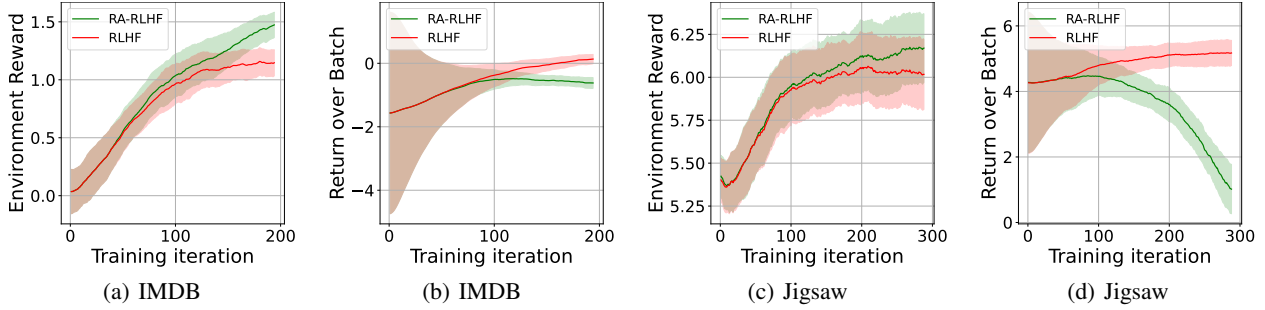 RA-RLHF
RLHF
Environment Reward
1.5
1.0
0.5
0.0
0
100
200
Training iteration
(a) IMDB
RA-RLHF
RLHF
Return over Batch
0
−2
−4
0
100
200
Training iteration
(b) IMDB
RA-RLHF
RLHF
Environment Reward
6.25
6.00
5.75
5.50
5.25
0
100
200
300
Training iteration
(c) Jigsaw
RA-RLHF
RLHF
Return over Batch
6
4
2
0
0
100
200
300
Training iteration
(d) Jigsaw